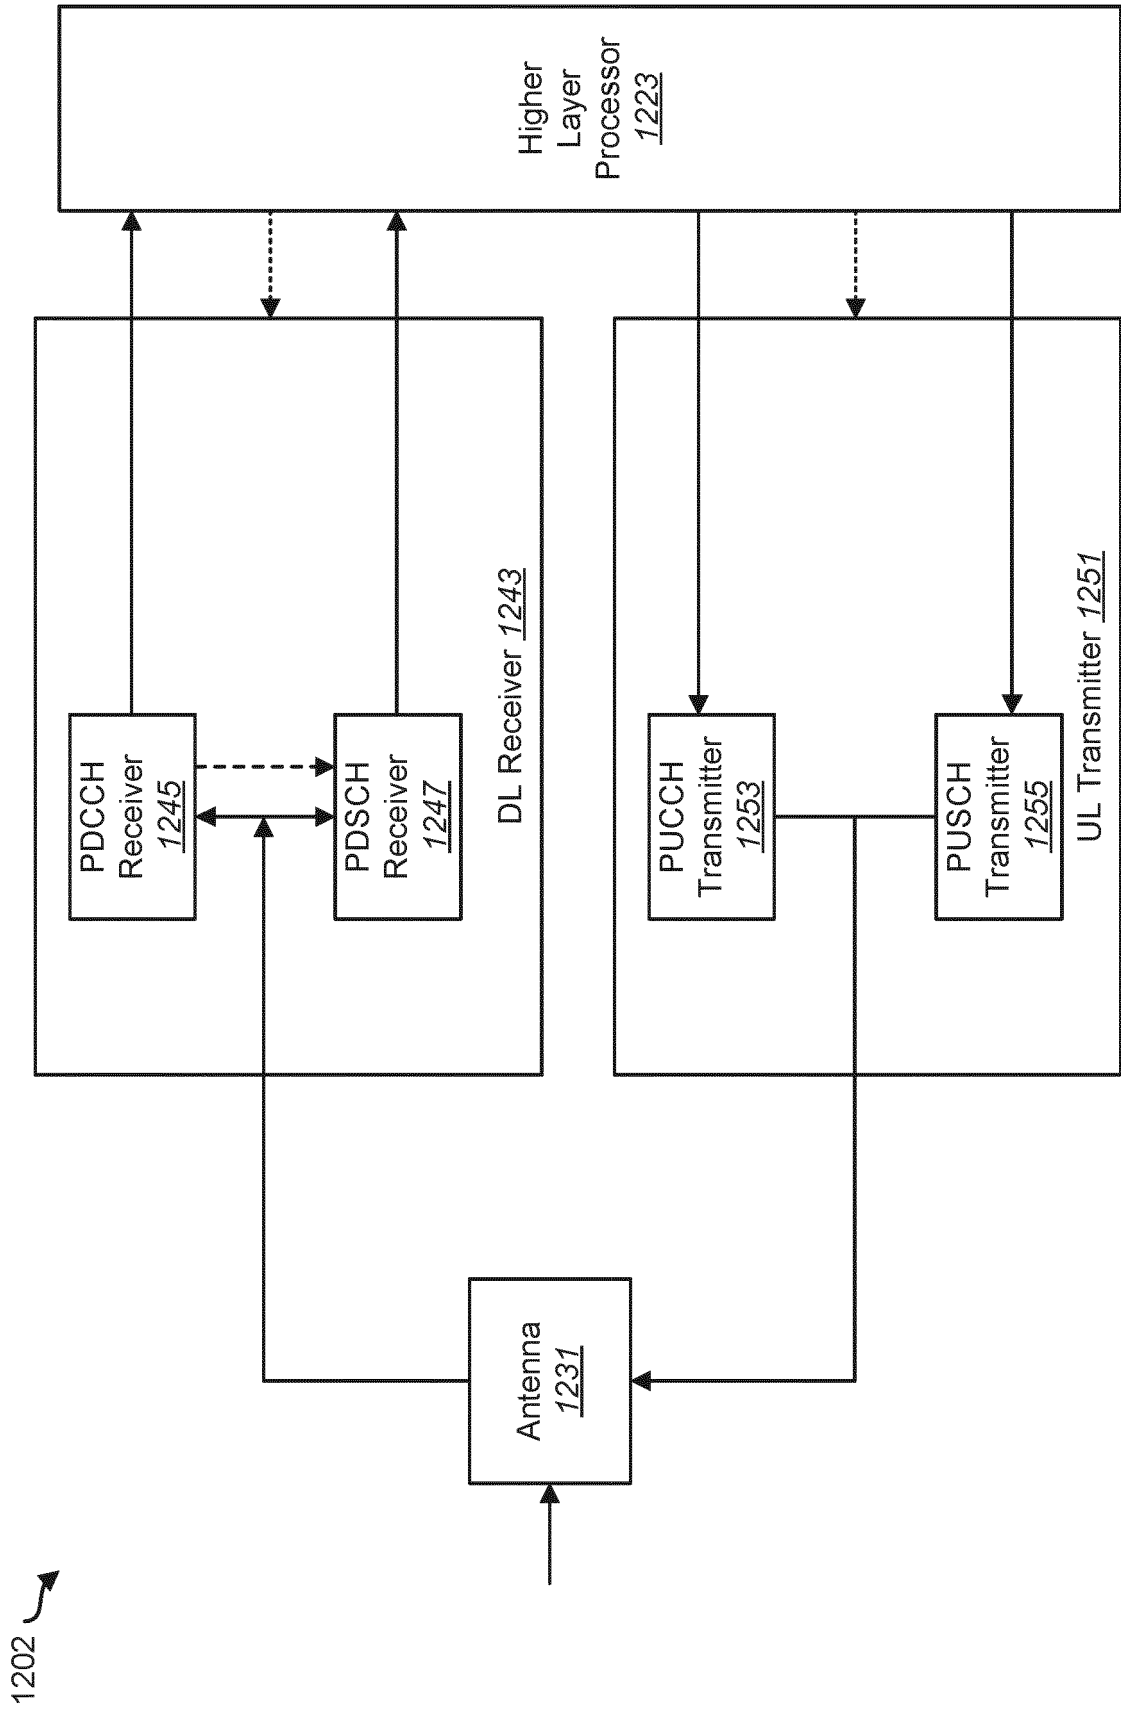 1202
Antenna
1231
PDCCH
Receiver
1245
PDSCH
Receiver
1247
DL Receiver 1243
PUCCH
Transmitter
1253
PUSCH
Transmitter
1255
UL Transmitter 1251
Higher
Layer
Processor
1223